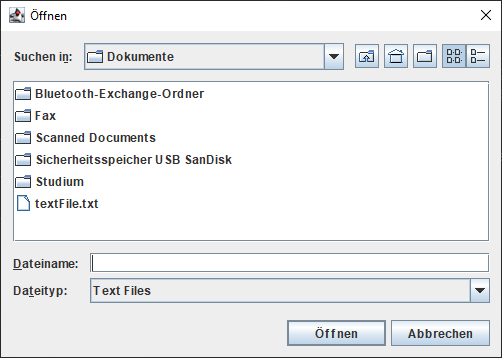 Öffnen
Suchen in: Dokumente
Bluetooth-Exchange-Ordner
Fax
Scanned Documents
Sicherheitsspeicher USB SanDisk
Studium
textFile.txt
Dateiname:
Dateityp: Text Files
Öffnen Abbrechen